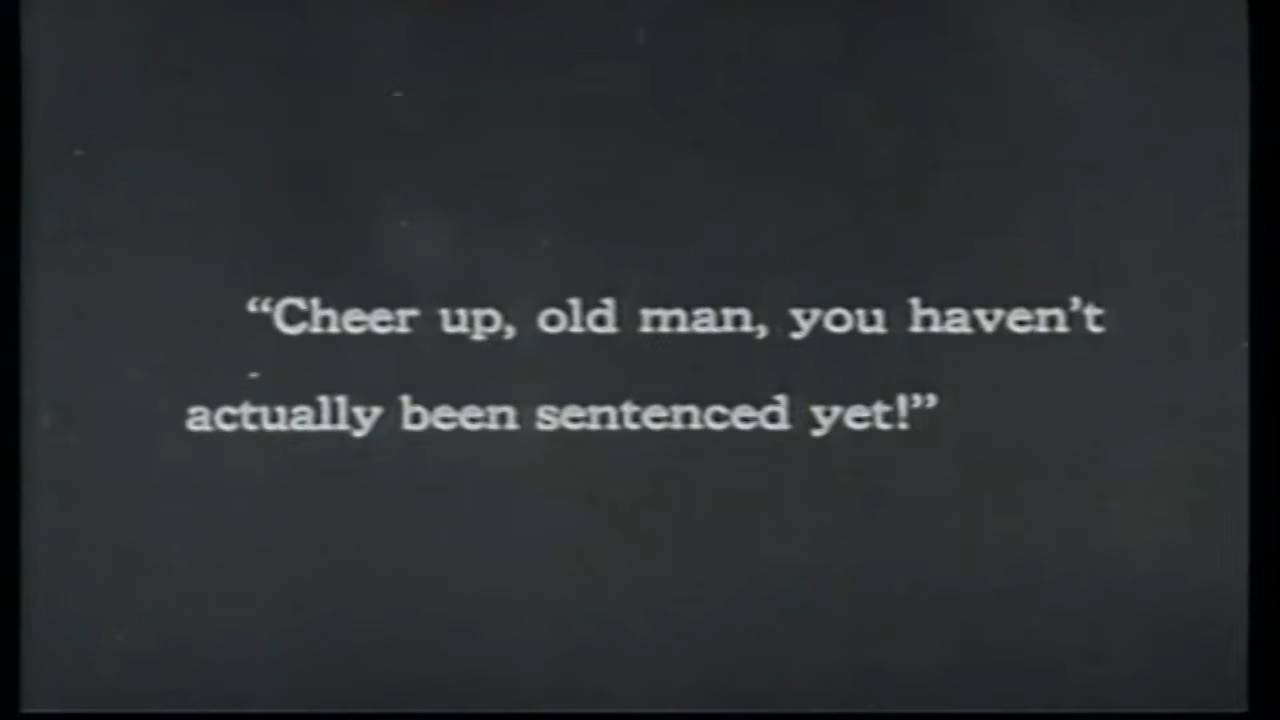 “Cheer up, old man, you haven’t
actually been sentenced yet!”